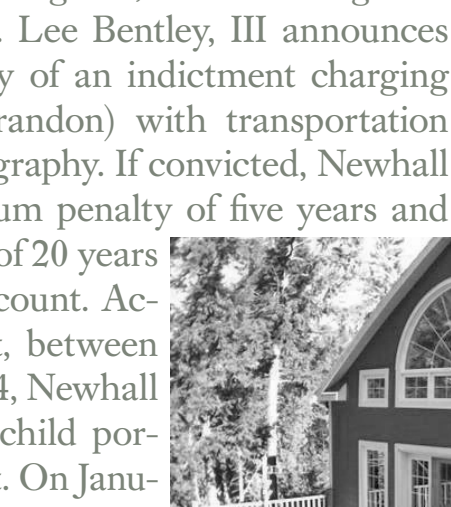 . Lee Bentley, III announces
y of an indictment charging
randon) with transportation
graphy. If convicted, Newhall
um penalty of five years and
of 20 years
count. Ac-
t, between
4, Newhall
child por-
t. On Janu-